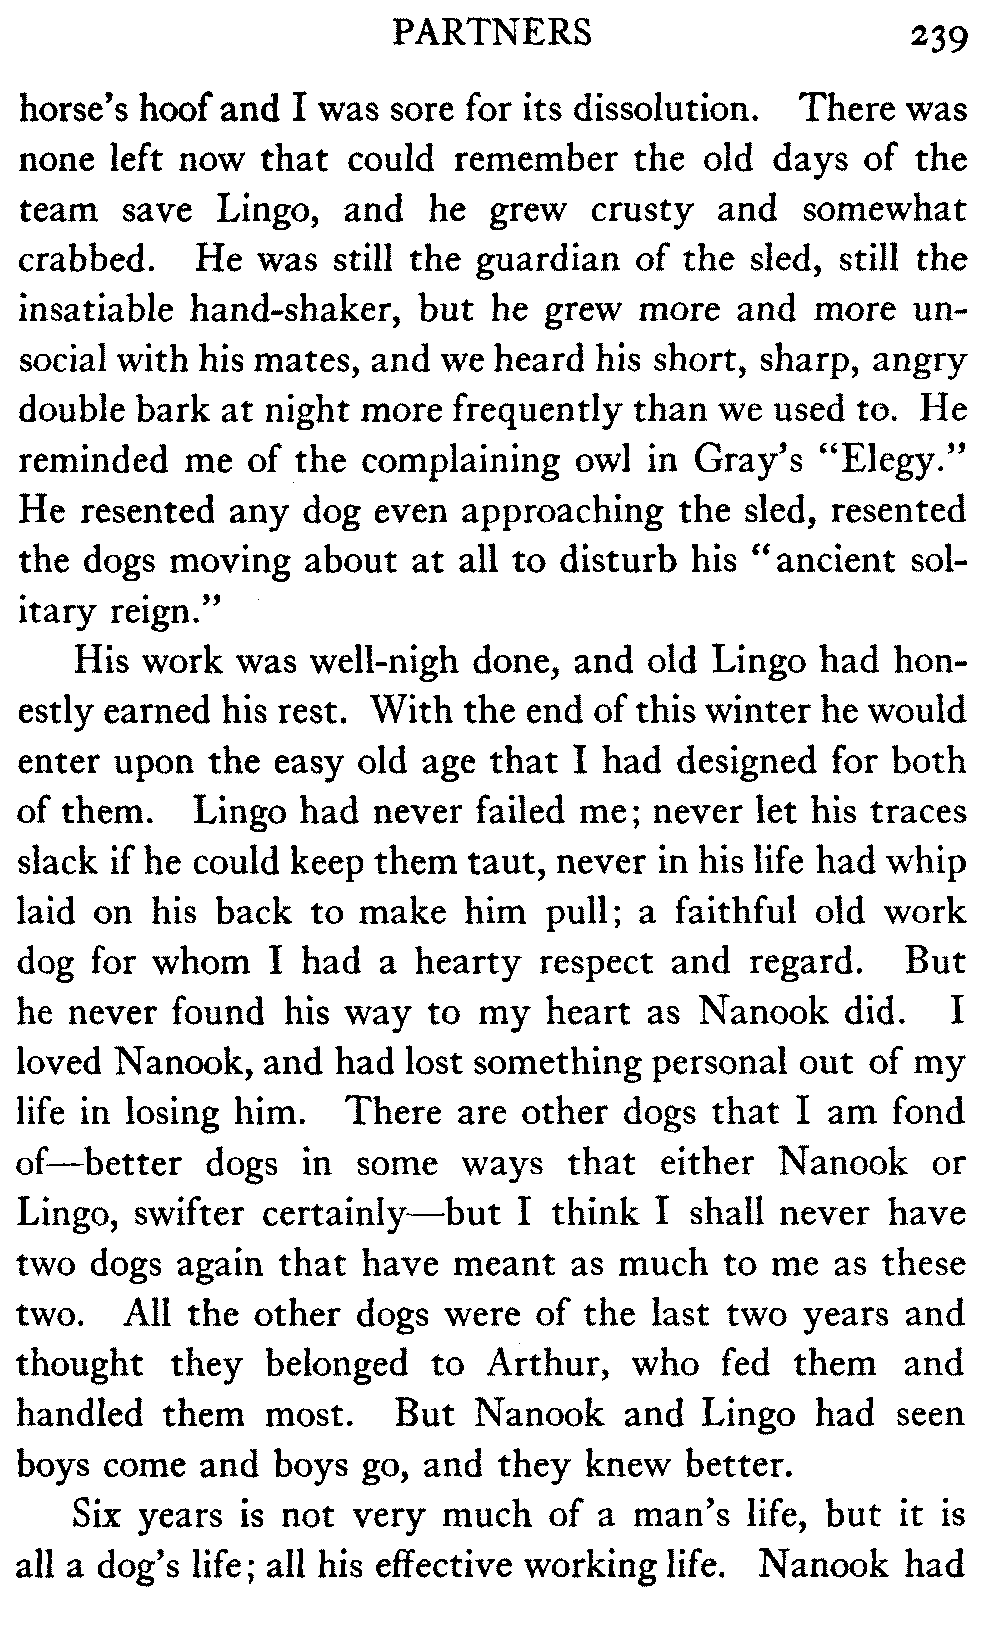 PARTNERS 239
horse's hoof and I was sore for its dissolution. There was
none left now that could remember the old days of the
team save Lingo, and he grew crusty and somewhat
crabbed. He was still the guardian of the sled, still the
insatiable hand-shaker, but he grew more and more un-
social with his mates, and we heard his short, sharp, angry
double bark at night more frequently than we used to. He
reminded me of the complaining owl in Gray's “Elegy.”
He resented any dog even approaching the sled, resented
the dogs moving about at all to disturb his “ancient sol-
itary reign.”
His work was well-nigh done, and old Lingo had hon-
estly earned his rest. With the end of this winter he would
enter upon the easy old age that I had designed for both
of them. Lingo had never failed me; never let his traces
slack if he could keep them taut, never in his life had whip
laid on his back to make him pull; a faithful old work
dog for whom I had a hearty respect and regard. But
he never found his way to my heart as Nanook did. I
loved Nanook, and had lost something personal out of my
life in losing him. There are other dogs that I am fond
of—better dogs in some ways that either Nanook or
Lingo, swifter certainly—but I think I shall never have
two dogs again that have meant as much to me as these
two. All the other dogs were of the last two years and
thought they belonged to Arthur, who fed them and
handled them most. But Nanook and Lingo had seen
boys come and boys go, and they knew better.
Six years is not very much of a man's life, but it is
all a dog's life; all his effective working life. Nanook had